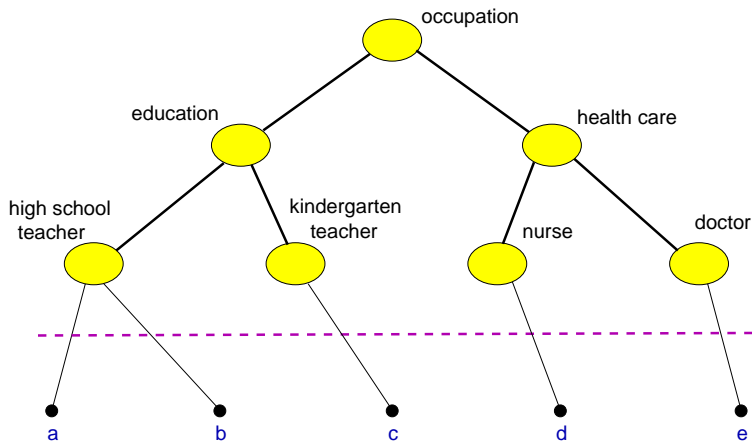 occupation
education
health care
high school
teacher
kindergarten
teacher
nurse
doctor
a
b
c
d
e